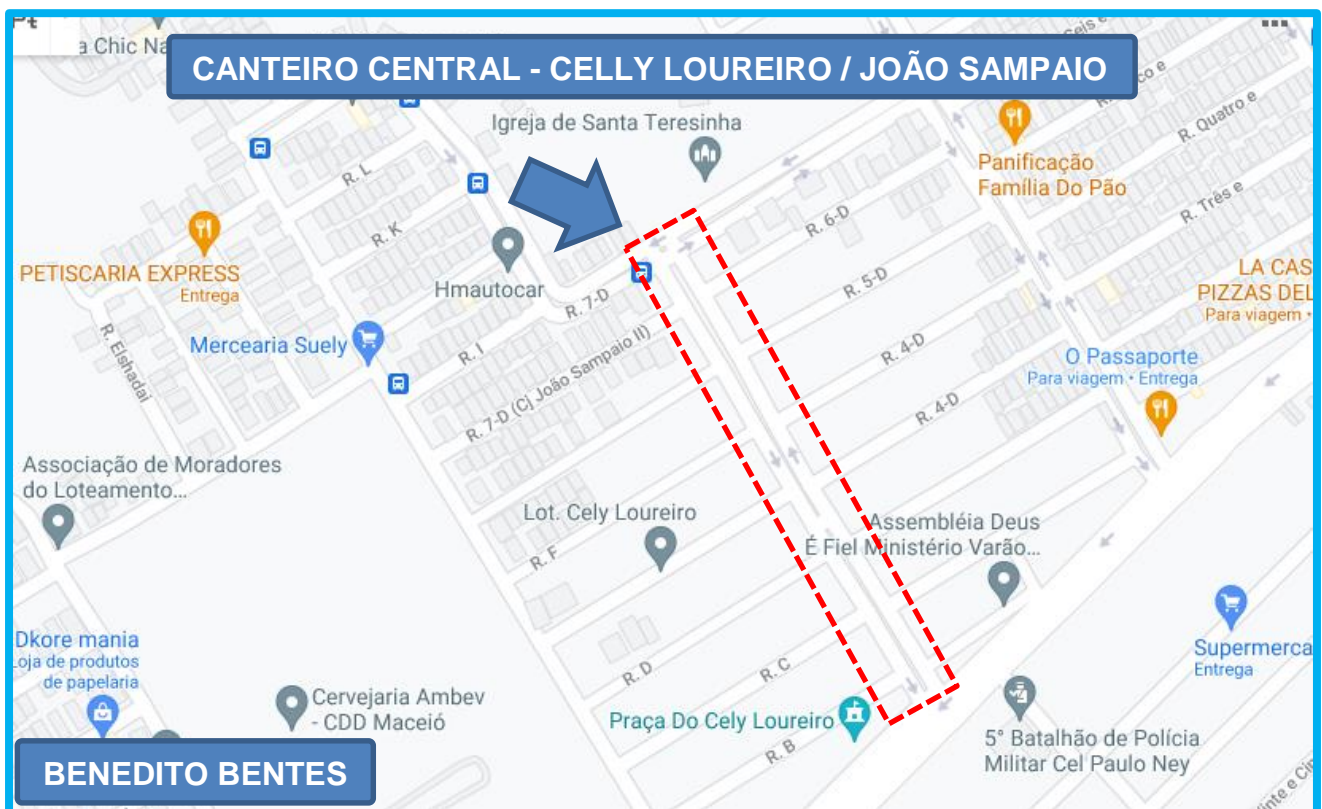 Pt
a Chic Na
CANTEIRO CENTRAL - CELLY LOUREIRO / JOÃO SAMPAIO
Igreja de Santa Teresinha
R. Quatro e
Panificação
Família Do Pão
R. L
R. Três e
R. K
R. 6-D
PETISCARIA EXPRESS
Entrega
Hmautocar
R. 7-D
R. 5-D
LA CAS
PIZZAS DEL
Para viagem •
R. Elshadai
Mercearia Suely
R. I
R. 7-D (Cj João Sampaio II)
R. 4-D
O Passaporte
Para viagem • Entrega
R. 4-D
Associação de Moradores
do Loteamento...
Lot. Cely Loureiro
R. F
Assembléia Deus
É Fiel Ministério Varão...
Dkore mania
Loja de produtos
de papelaria
R. D
R. C
Supermerca
Entrega
Cervejaria Ambev
- CDD Maceió
Praça Do Cely Loureiro
R. B
5° Batalhão de Polícia
Militar Cel Paulo Ney
BENEDITO BENTES